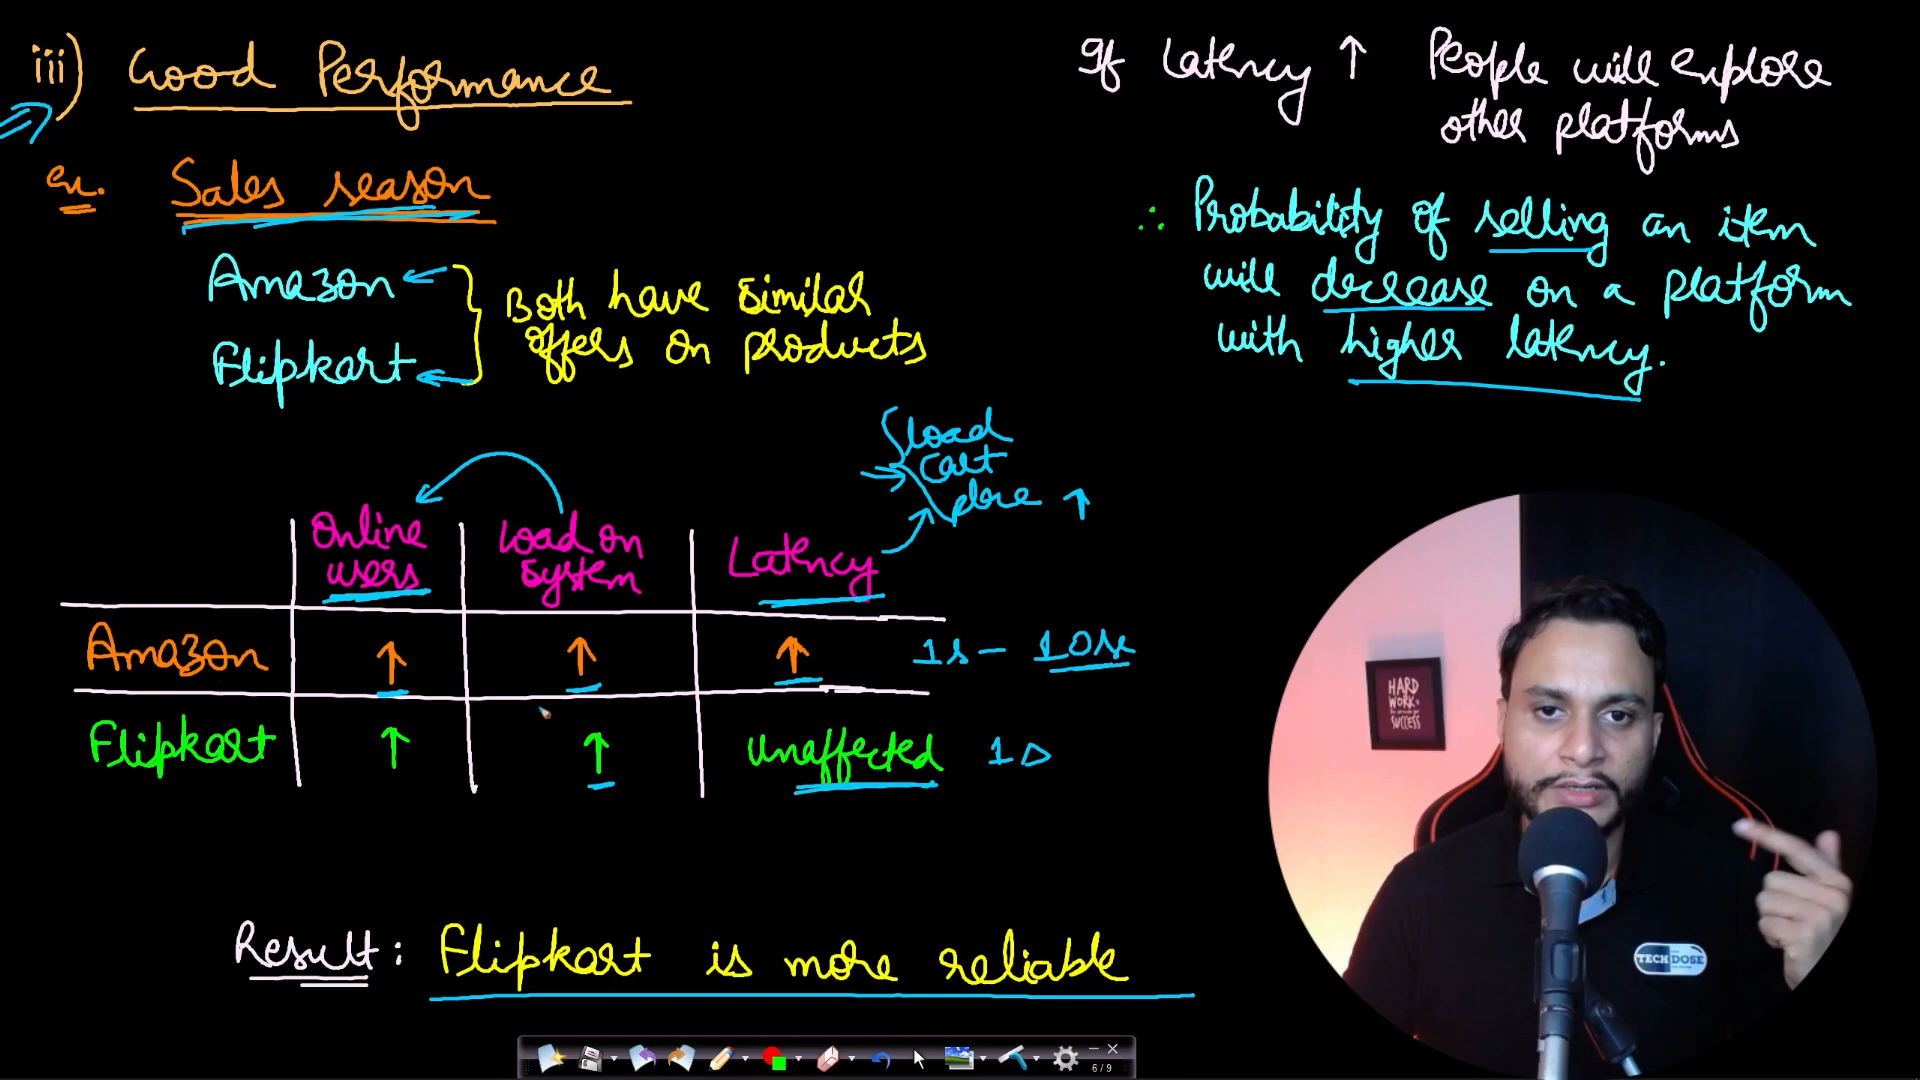 iii) Good Performance
ex. Sales season
Amazon
Flipkart
Both have similar
offers on products
If Latency ↑ People will explore
other platforms
∴ Probability of selling an item
will decrease on a platform
with higher latency.
load
cart
place ↑
Online
users
Load on
system
Latency
Amazon ↑ ↑ ↑ 1s - 10se
Flipkart ↑ ↑ unaffected 1s
Result: Flipkart is more reliable
HARD
WORK
SUCCESS
TECH DOSE
6/9